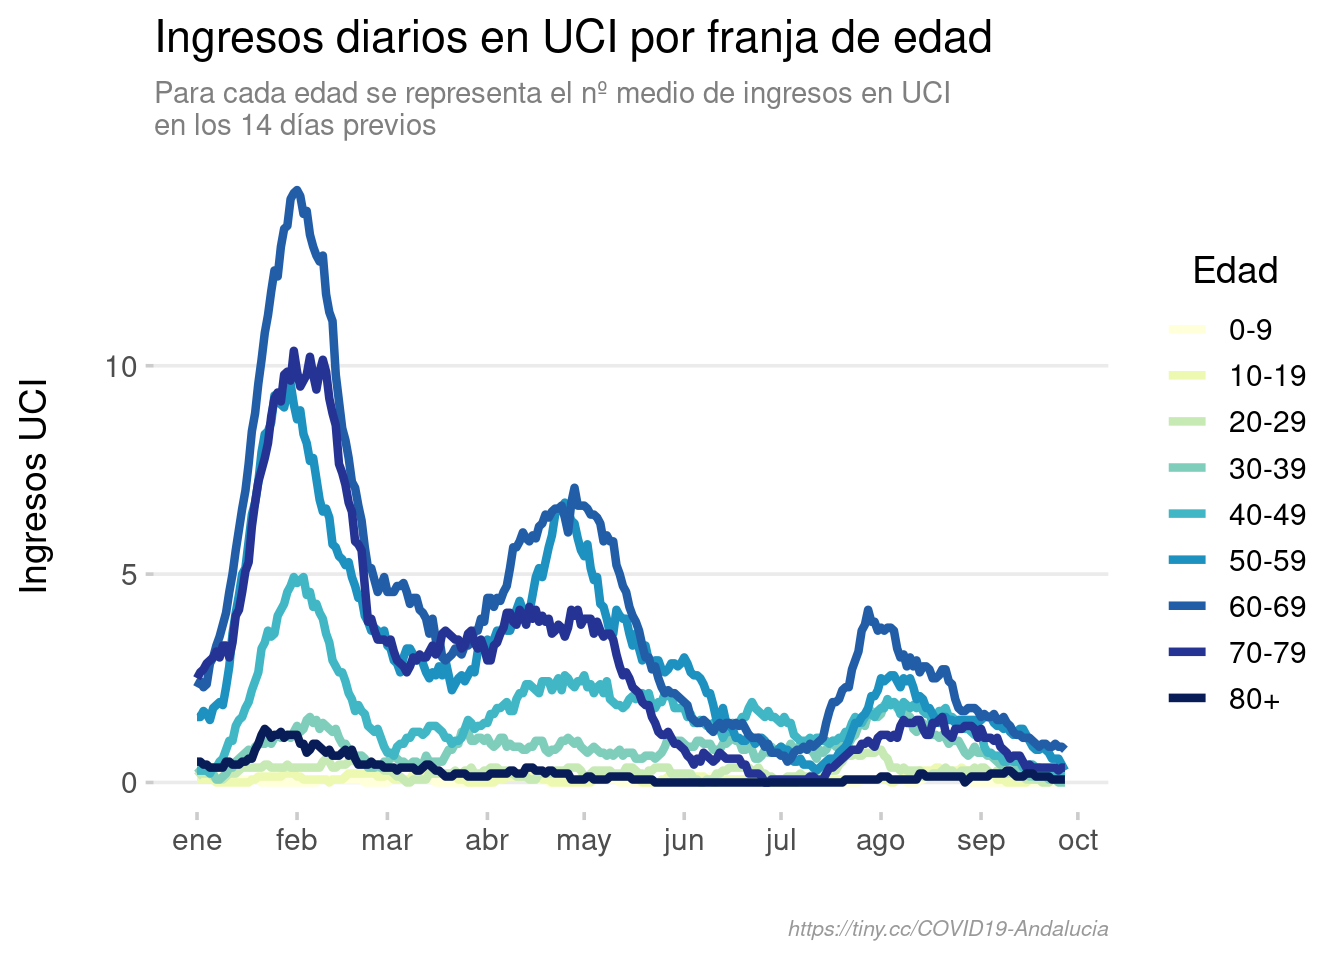 Ingresos diarios en UCI por franja de edad
Para cada edad se representa el nº medio de ingresos en UCI
en los 14 días previos
Ingresos UCI
10
5
0
ene feb mar abr may jun jul ago sep oct
Edad
0-9
10-19
20-29
30-39
40-49
50-59
60-69
70-79
80+
https://tiny.cc/COVID19-Andalucia